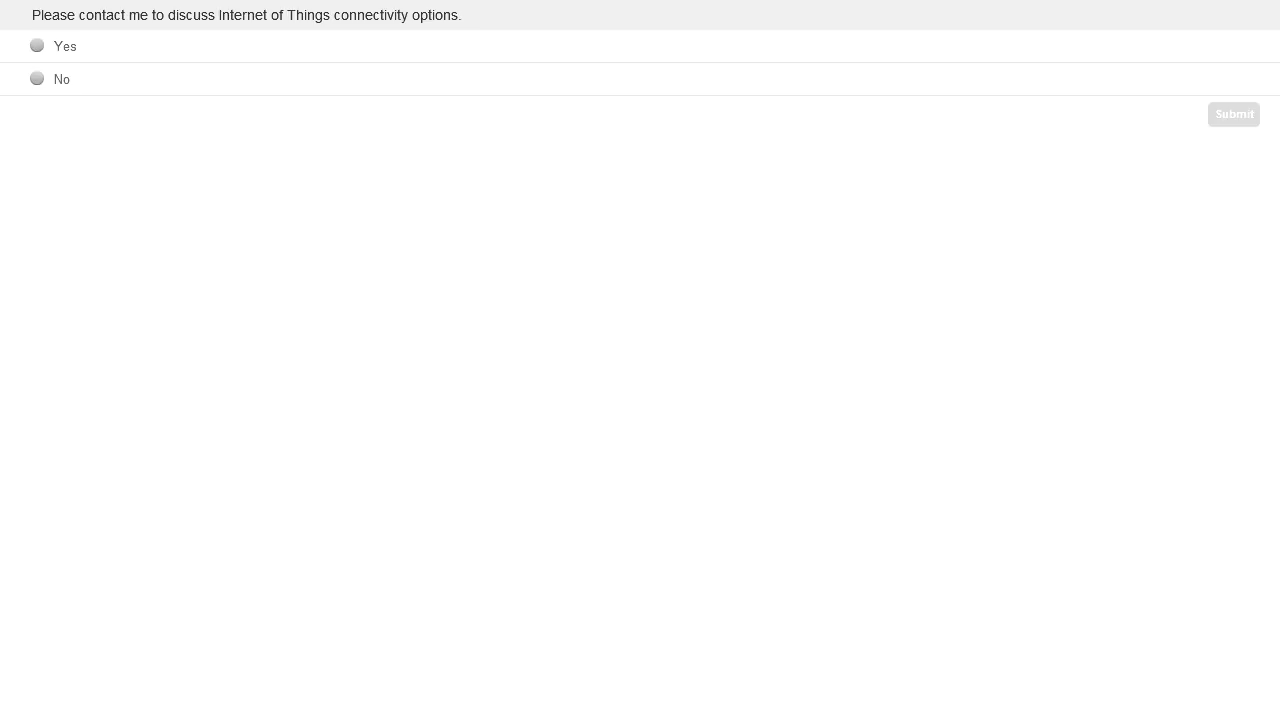 Please contact me to discuss Internet of Things connectivity options.
Yes
No
Submit